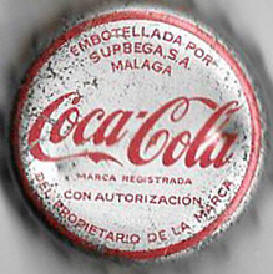 EMBOTELLADA POR
SURBEGA,S.A.
MALAGA
Coca-Cola
MARCA REGISTRADA
CON AUTORIZACIÓN
DEL PROPIETARIO DE LA MARCA